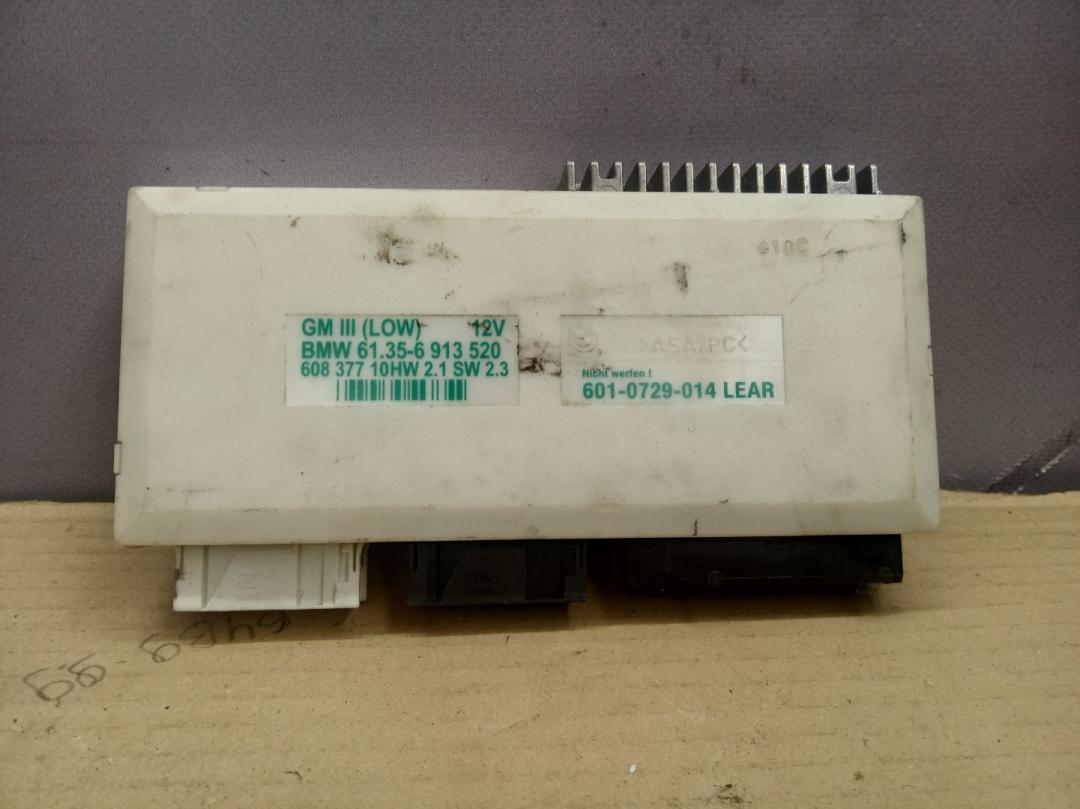 410C
GM III (LOW) 12V
BMW 61.35-6 913 520
608 377 10HW 2.1 SW 2.3
>ASA/PC<
Nicht werfen !
601-0729-014 LEAR